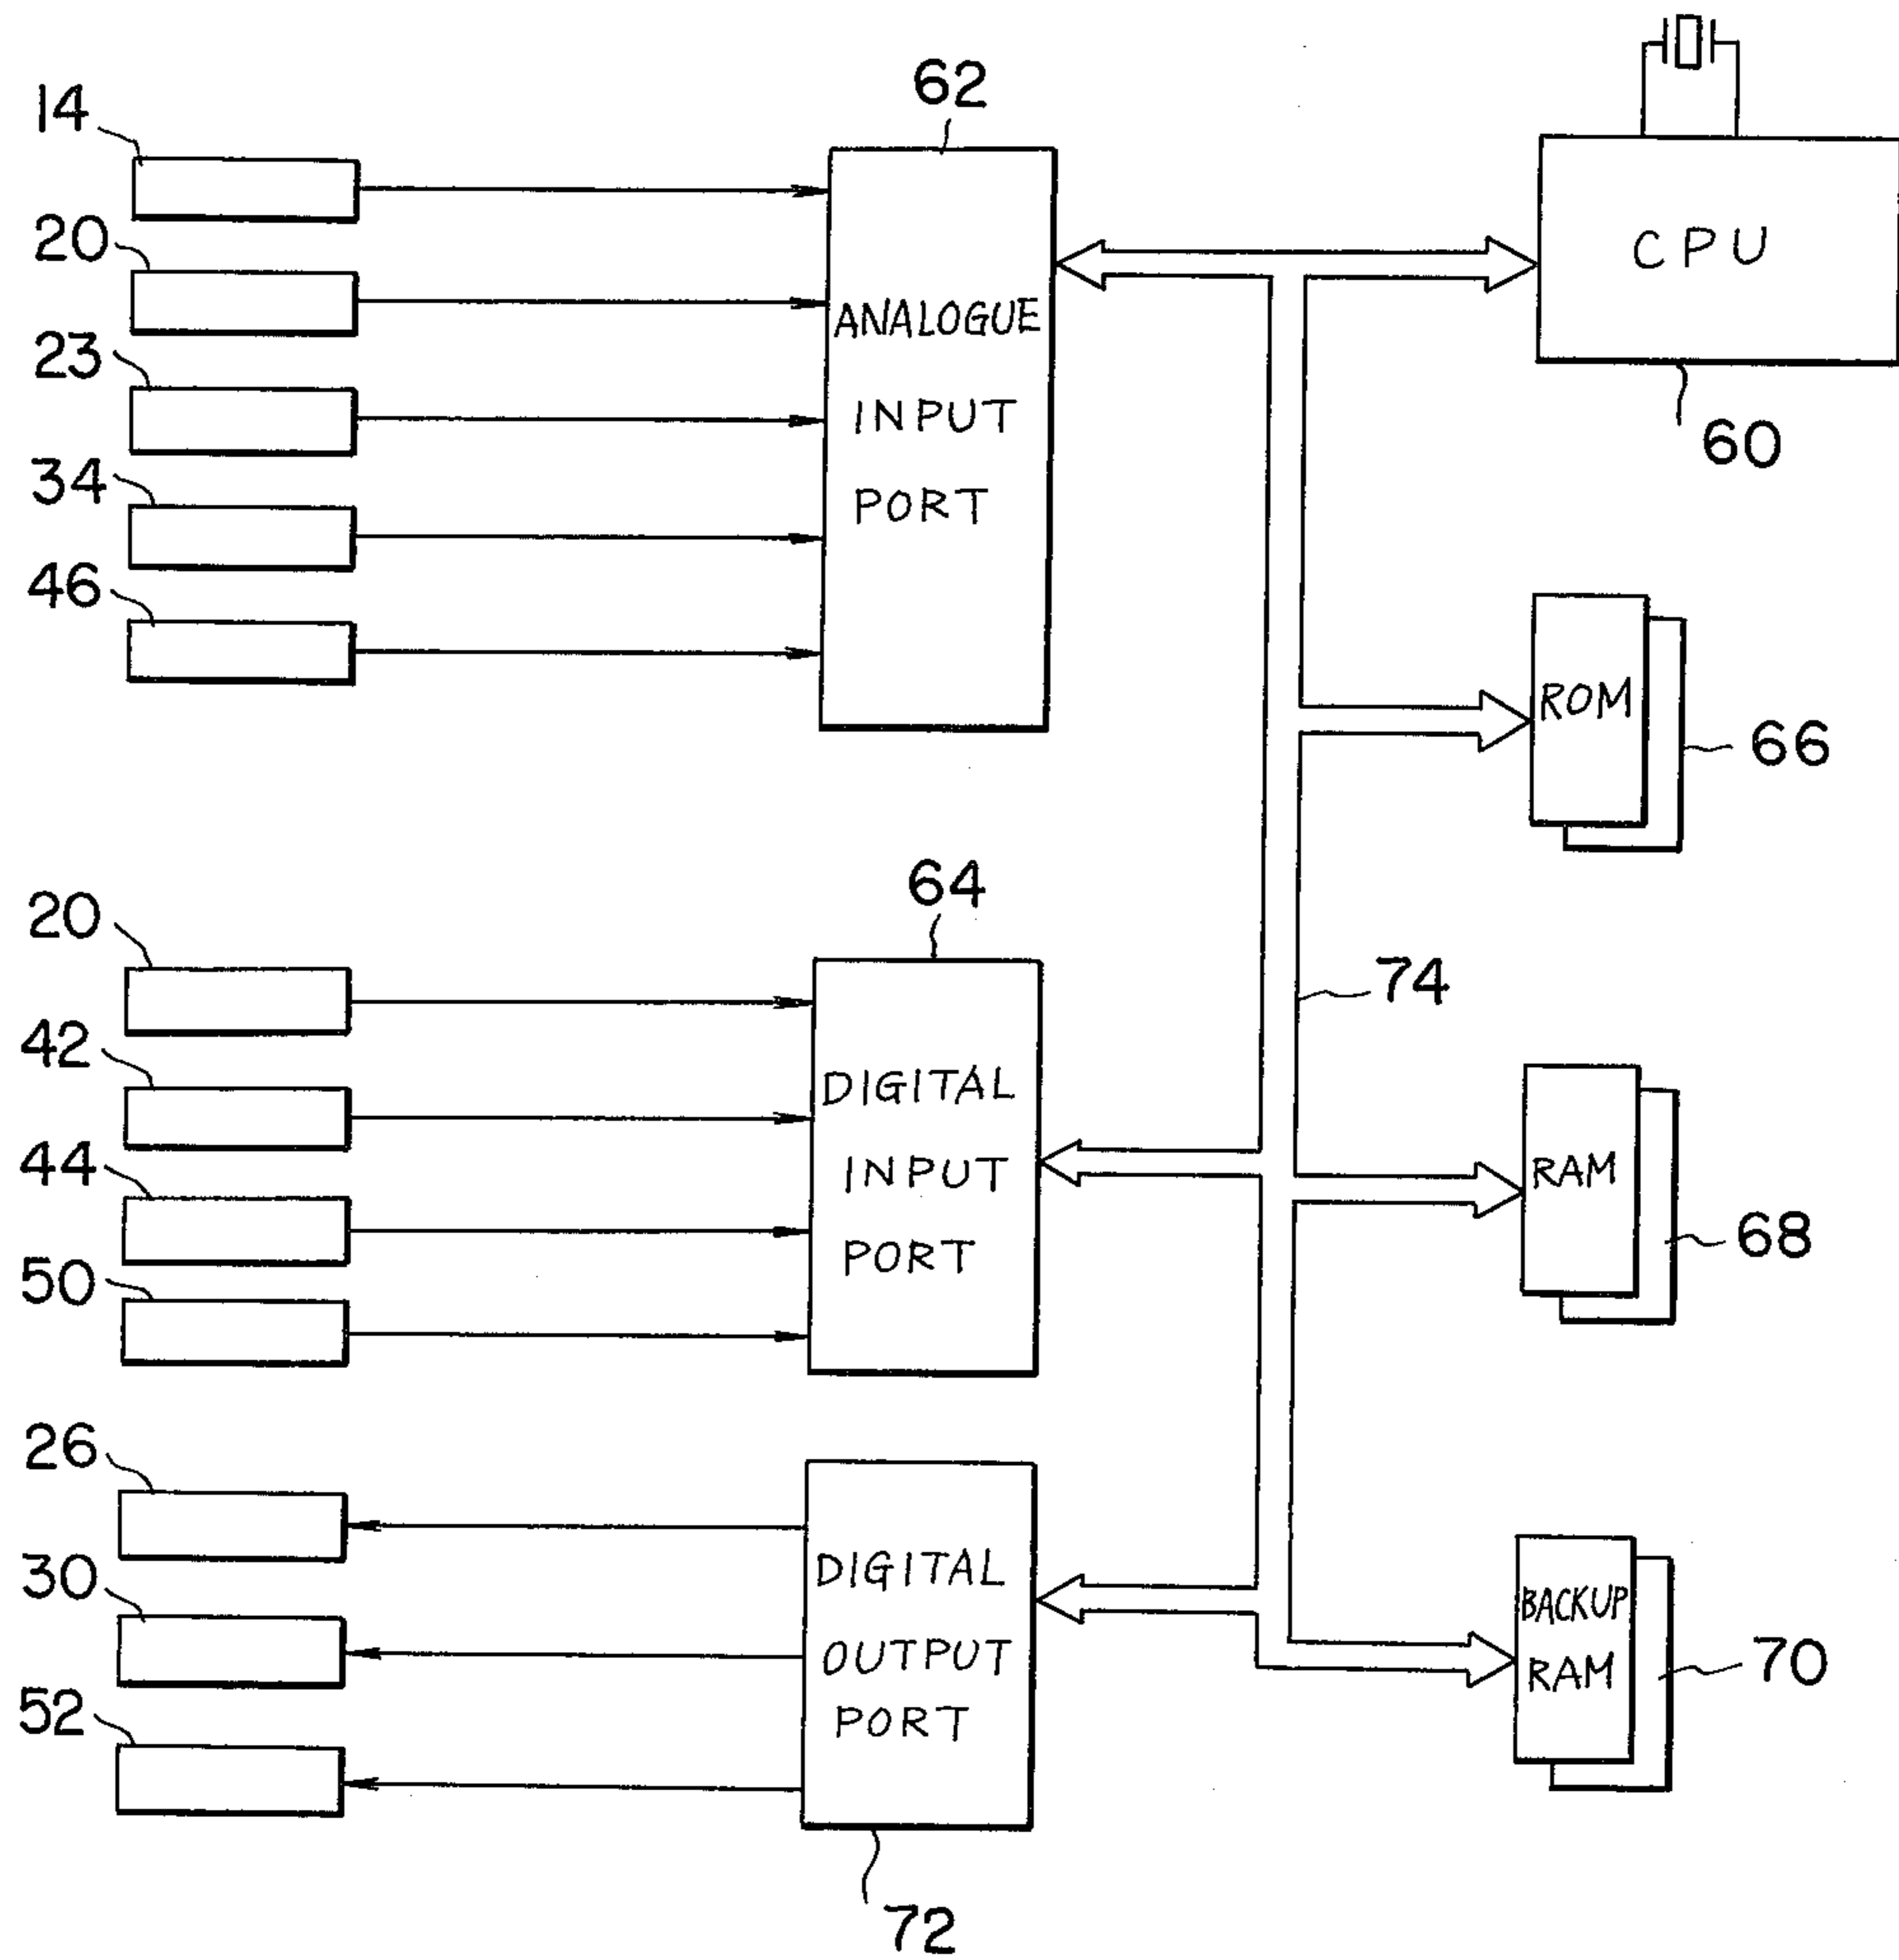 62
14
20
23
34
46
ANALOGUE
INPUT
PORT
CPU
60
ROM
66
64
20
42
44
50
DIGITAL
INPUT
PORT
74
RAM
68
26
30
52
DIGITAL
OUTPUT
PORT
72
BACKUP
RAM
70